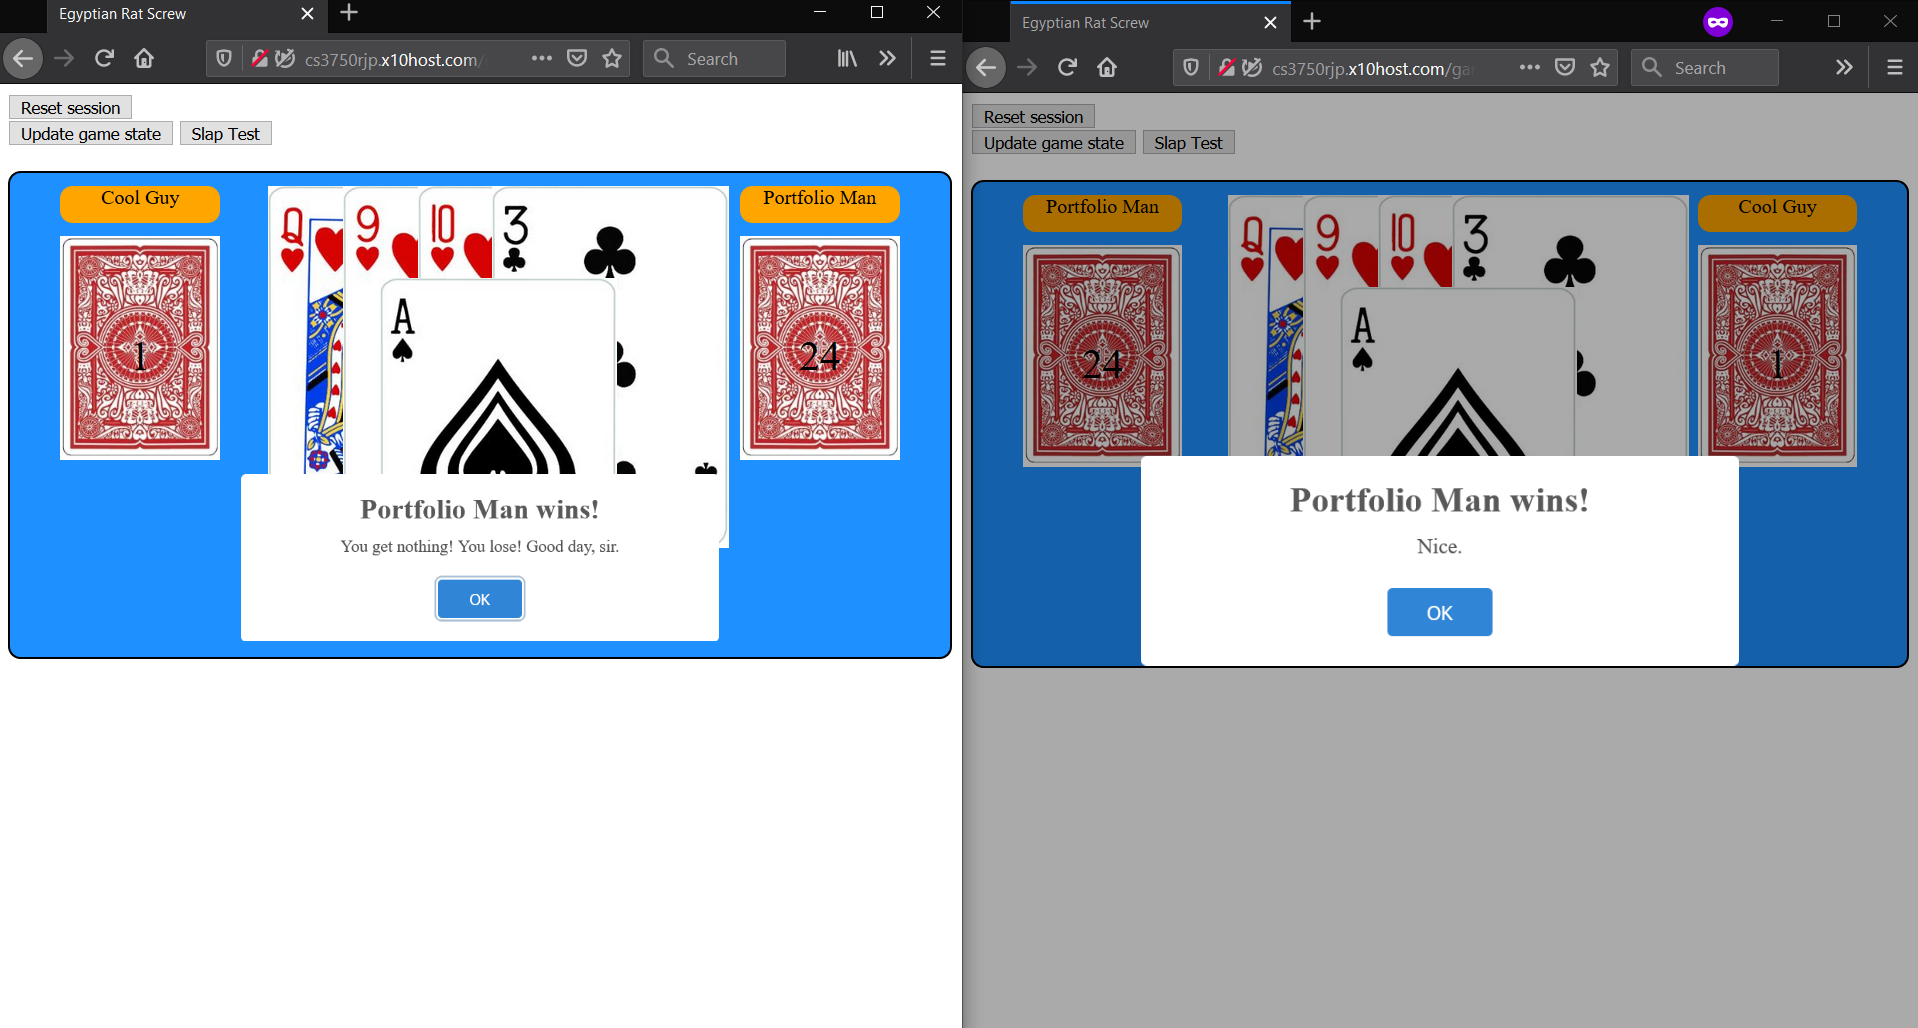 Egyptian Rat Screw
cs3750rjp.x10host.com/
Search
Reset session
Update game state
Slap Test
Cool Guy
Portfolio Man
Q
9
10
3
A
1
24
Portfolio Man wins!
You get nothing! You lose! Good day, sir.
OK
Egyptian Rat Screw
cs3750rjp.x10host.com/ga
Search
Reset session
Update game state
Slap Test
Portfolio Man
Cool Guy
Q
9
10
3
A
24
1
Portfolio Man wins!
Nice.
OK